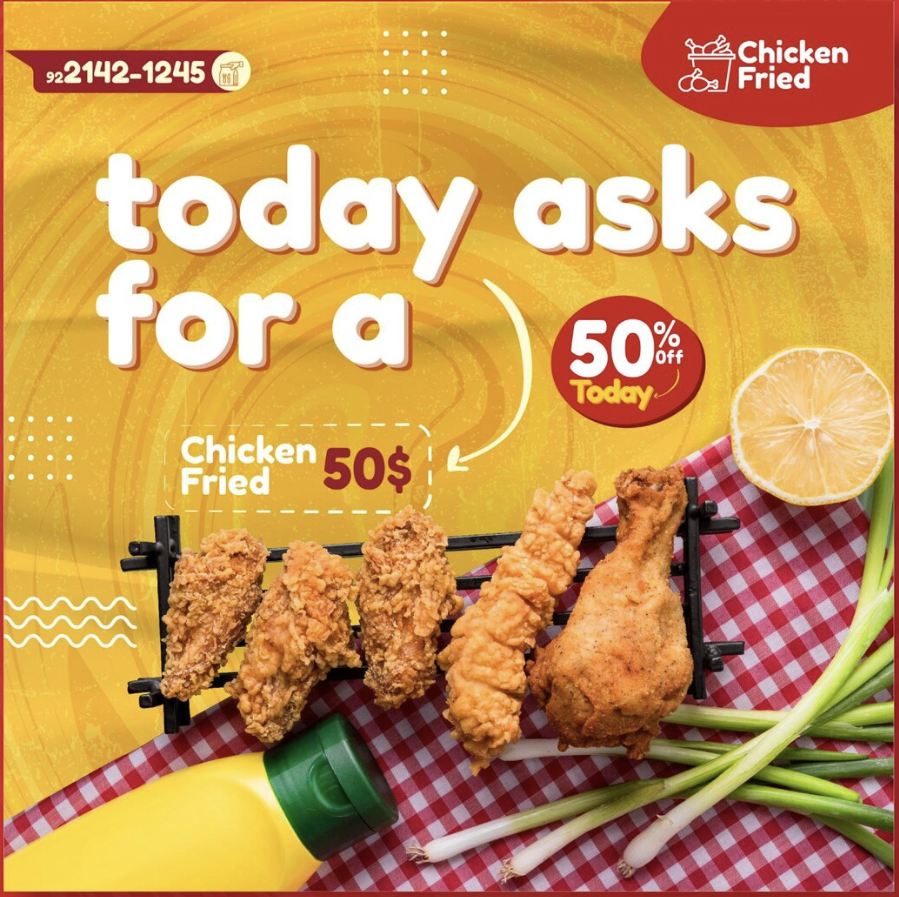 922142-1245
Chicken
Fried
today asks
for a
50% Off
Today
Chicken
Fried
50$